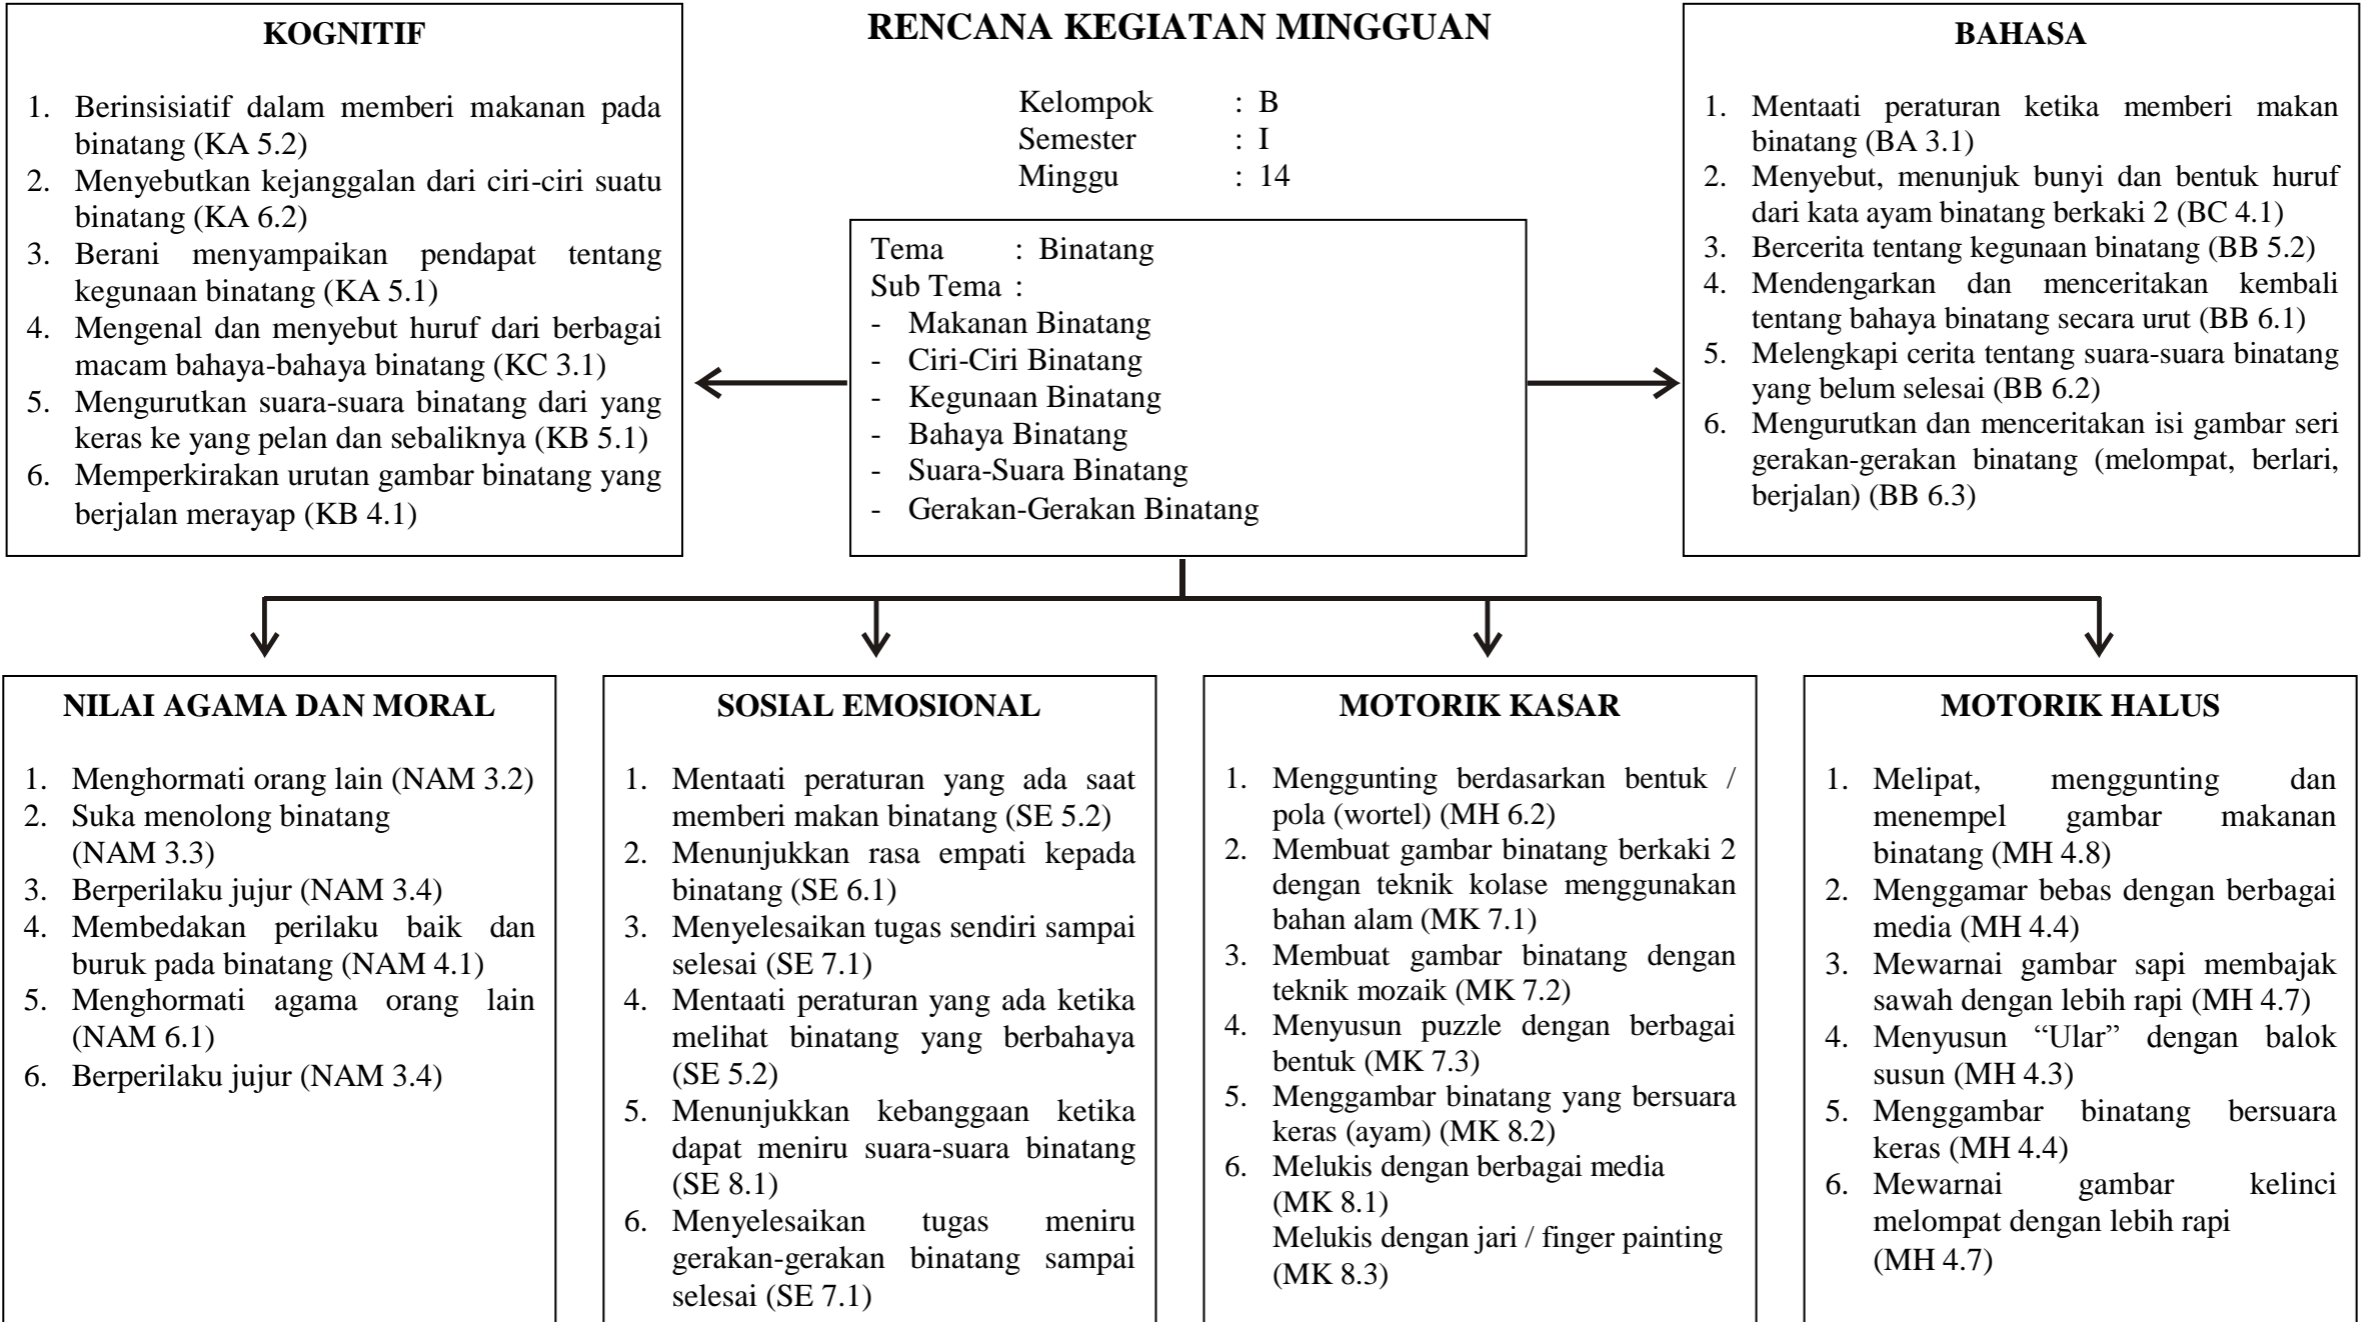 KOGNITIF
1. Berinsisiatif dalam memberi makanan pada
binatang (KA 5.2)
2. Menyebutkan kejanggalan dari ciri-ciri suatu
binatang (KA 6.2)
3. Berani menyampaikan pendapat tentang
kegunaan binatang (KA 5.1)
4. Mengenal dan menyebut huruf dari berbagai
macam bahaya-bahaya binatang (KC 3.1)
5. Mengurutkan suara-suara binatang dari yang
keras ke yang pelan dan sebaliknya (KB 5.1)
6. Memperkirakan urutan gambar binatang yang
berjalan merayap (KB 4.1)
RENCANA KEGIATAN MINGGUAN
Kelompok : B
Semester : I
Minggu : 14
Tema : Binatang
Sub Tema :
- Makanan Binatang
- Ciri-Ciri Binatang
- Kegunaan Binatang
- Bahaya Binatang
- Suara-Suara Binatang
- Gerakan-Gerakan Binatang
BAHASA
1. Mentaati peraturan ketika memberi makan
binatang (BA 3.1)
2. Menyebut, menunjuk bunyi dan bentuk huruf
dari kata ayam binatang berkaki 2 (BC 4.1)
3. Bercerita tentang kegunaan binatang (BB 5.2)
4. Mendengarkan dan menceritakan kembali
tentang bahaya binatang secara urut (BB 6.1)
5. Melengkapi cerita tentang suara-suara binatang
yang belum selesai (BB 6.2)
6. Mengurutkan dan menceritakan isi gambar seri
gerakan-gerakan binatang (melompat, berlari,
berjalan) (BB 6.3)
NILAI AGAMA DAN MORAL
1. Menghormati orang lain (NAM 3.2)
2. Suka menolong binatang
(NAM 3.3)
3. Berperilaku jujur (NAM 3.4)
4. Membedakan perilaku baik dan
buruk pada binatang (NAM 4.1)
5. Menghormati agama orang lain
(NAM 6.1)
6. Berperilaku jujur (NAM 3.4)
SOSIAL EMOSIONAL
1. Mentaati peraturan yang ada saat
memberi makan binatang (SE 5.2)
2. Menunjukkan rasa empati kepada
binatang (SE 6.1)
3. Menyelesaikan tugas sendiri sampai
selesai (SE 7.1)
4. Mentaati peraturan yang ada ketika
melihat binatang yang berbahaya
(SE 5.2)
5. Menunjukkan kebanggaan ketika
dapat meniru suara-suara binatang
(SE 8.1)
6. Menyelesaikan tugas meniru
gerakan-gerakan binatang sampai
selesai (SE 7.1)
MOTORIK KASAR
1. Menggunting berdasarkan bentuk /
pola (wortel) (MH 6.2)
2. Membuat gambar binatang berkaki 2
dengan teknik kolase menggunakan
bahan alam (MK 7.1)
3. Membuat gambar binatang dengan
teknik mozaik (MK 7.2)
4. Menyusun puzzle dengan berbagai
bentuk (MK 7.3)
5. Menggambar binatang yang bersuara
keras (ayam) (MK 8.2)
6. Melukis dengan berbagai media
(MK 8.1)
Melukis dengan jari / finger painting
(MK 8.3)
MOTORIK HALUS
1. Melipat, menggunting dan
menempel gambar makanan
binatang (MH 4.8)
2. Menggamar bebas dengan berbagai
media (MH 4.4)
3. Mewarnai gambar sapi membajak
sawah dengan lebih rapi (MH 4.7)
4. Menyusun “Ular” dengan balok
susun (MH 4.3)
5. Menggambar binatang bersuara
keras (MH 4.4)
6. Mewarnai gambar kelinci
melompat dengan lebih rapi
(MH 4.7)